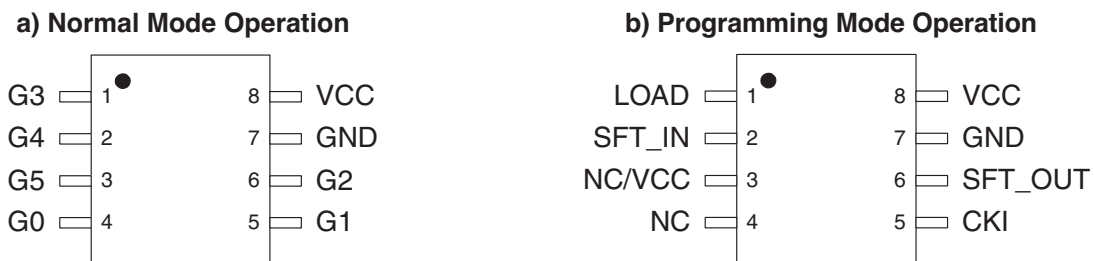 a) Normal Mode Operation
b) Programming Mode Operation
G3 1 8 VCC
G4 2 7 GND
G5 3 6 G2
G0 4 5 G1
LOAD 1 8 VCC
SFT_IN 2 7 GND
NC/VCC 3 6 SFT_OUT
NC 4 5 CKI